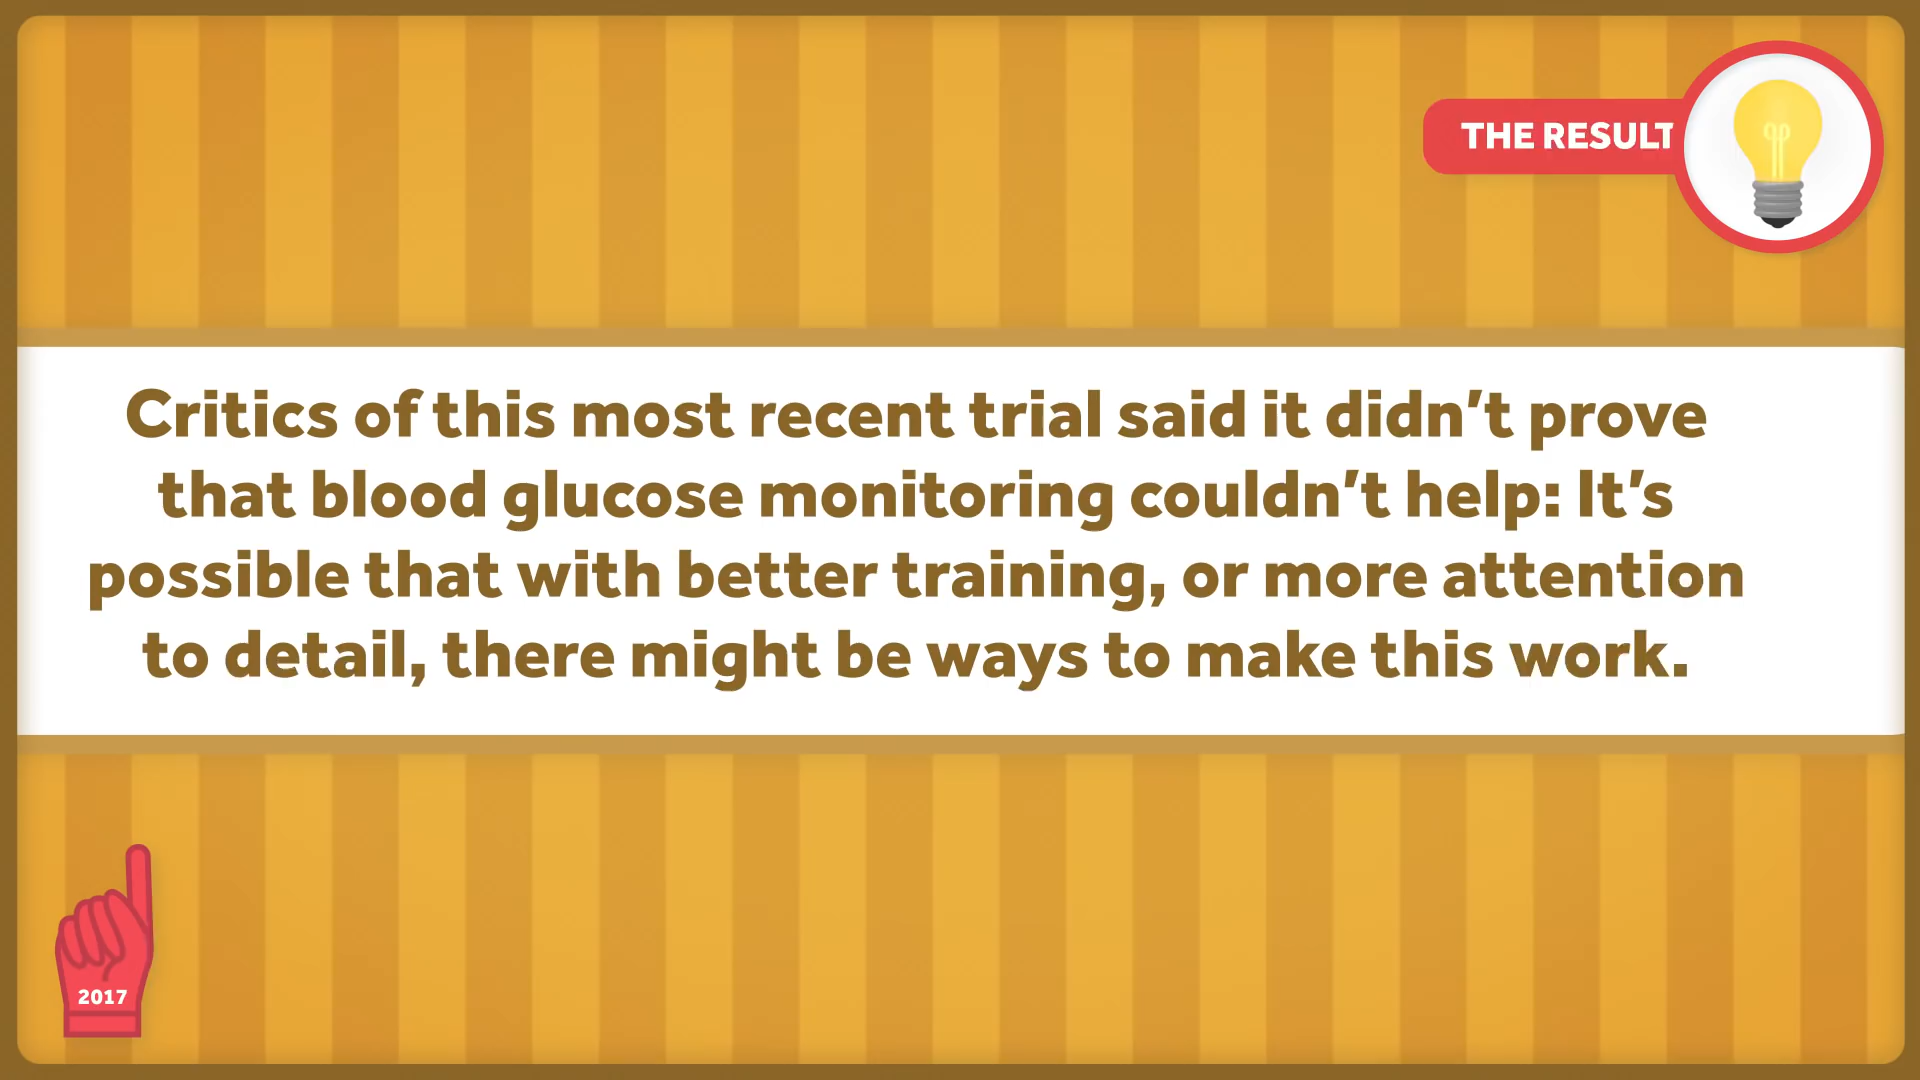 THE RESULT
Critics of this most recent trial said it didn’t prove
that blood glucose monitoring couldn’t help: It’s
possible that with better training, or more attention
to detail, there might be ways to make this work.
2017